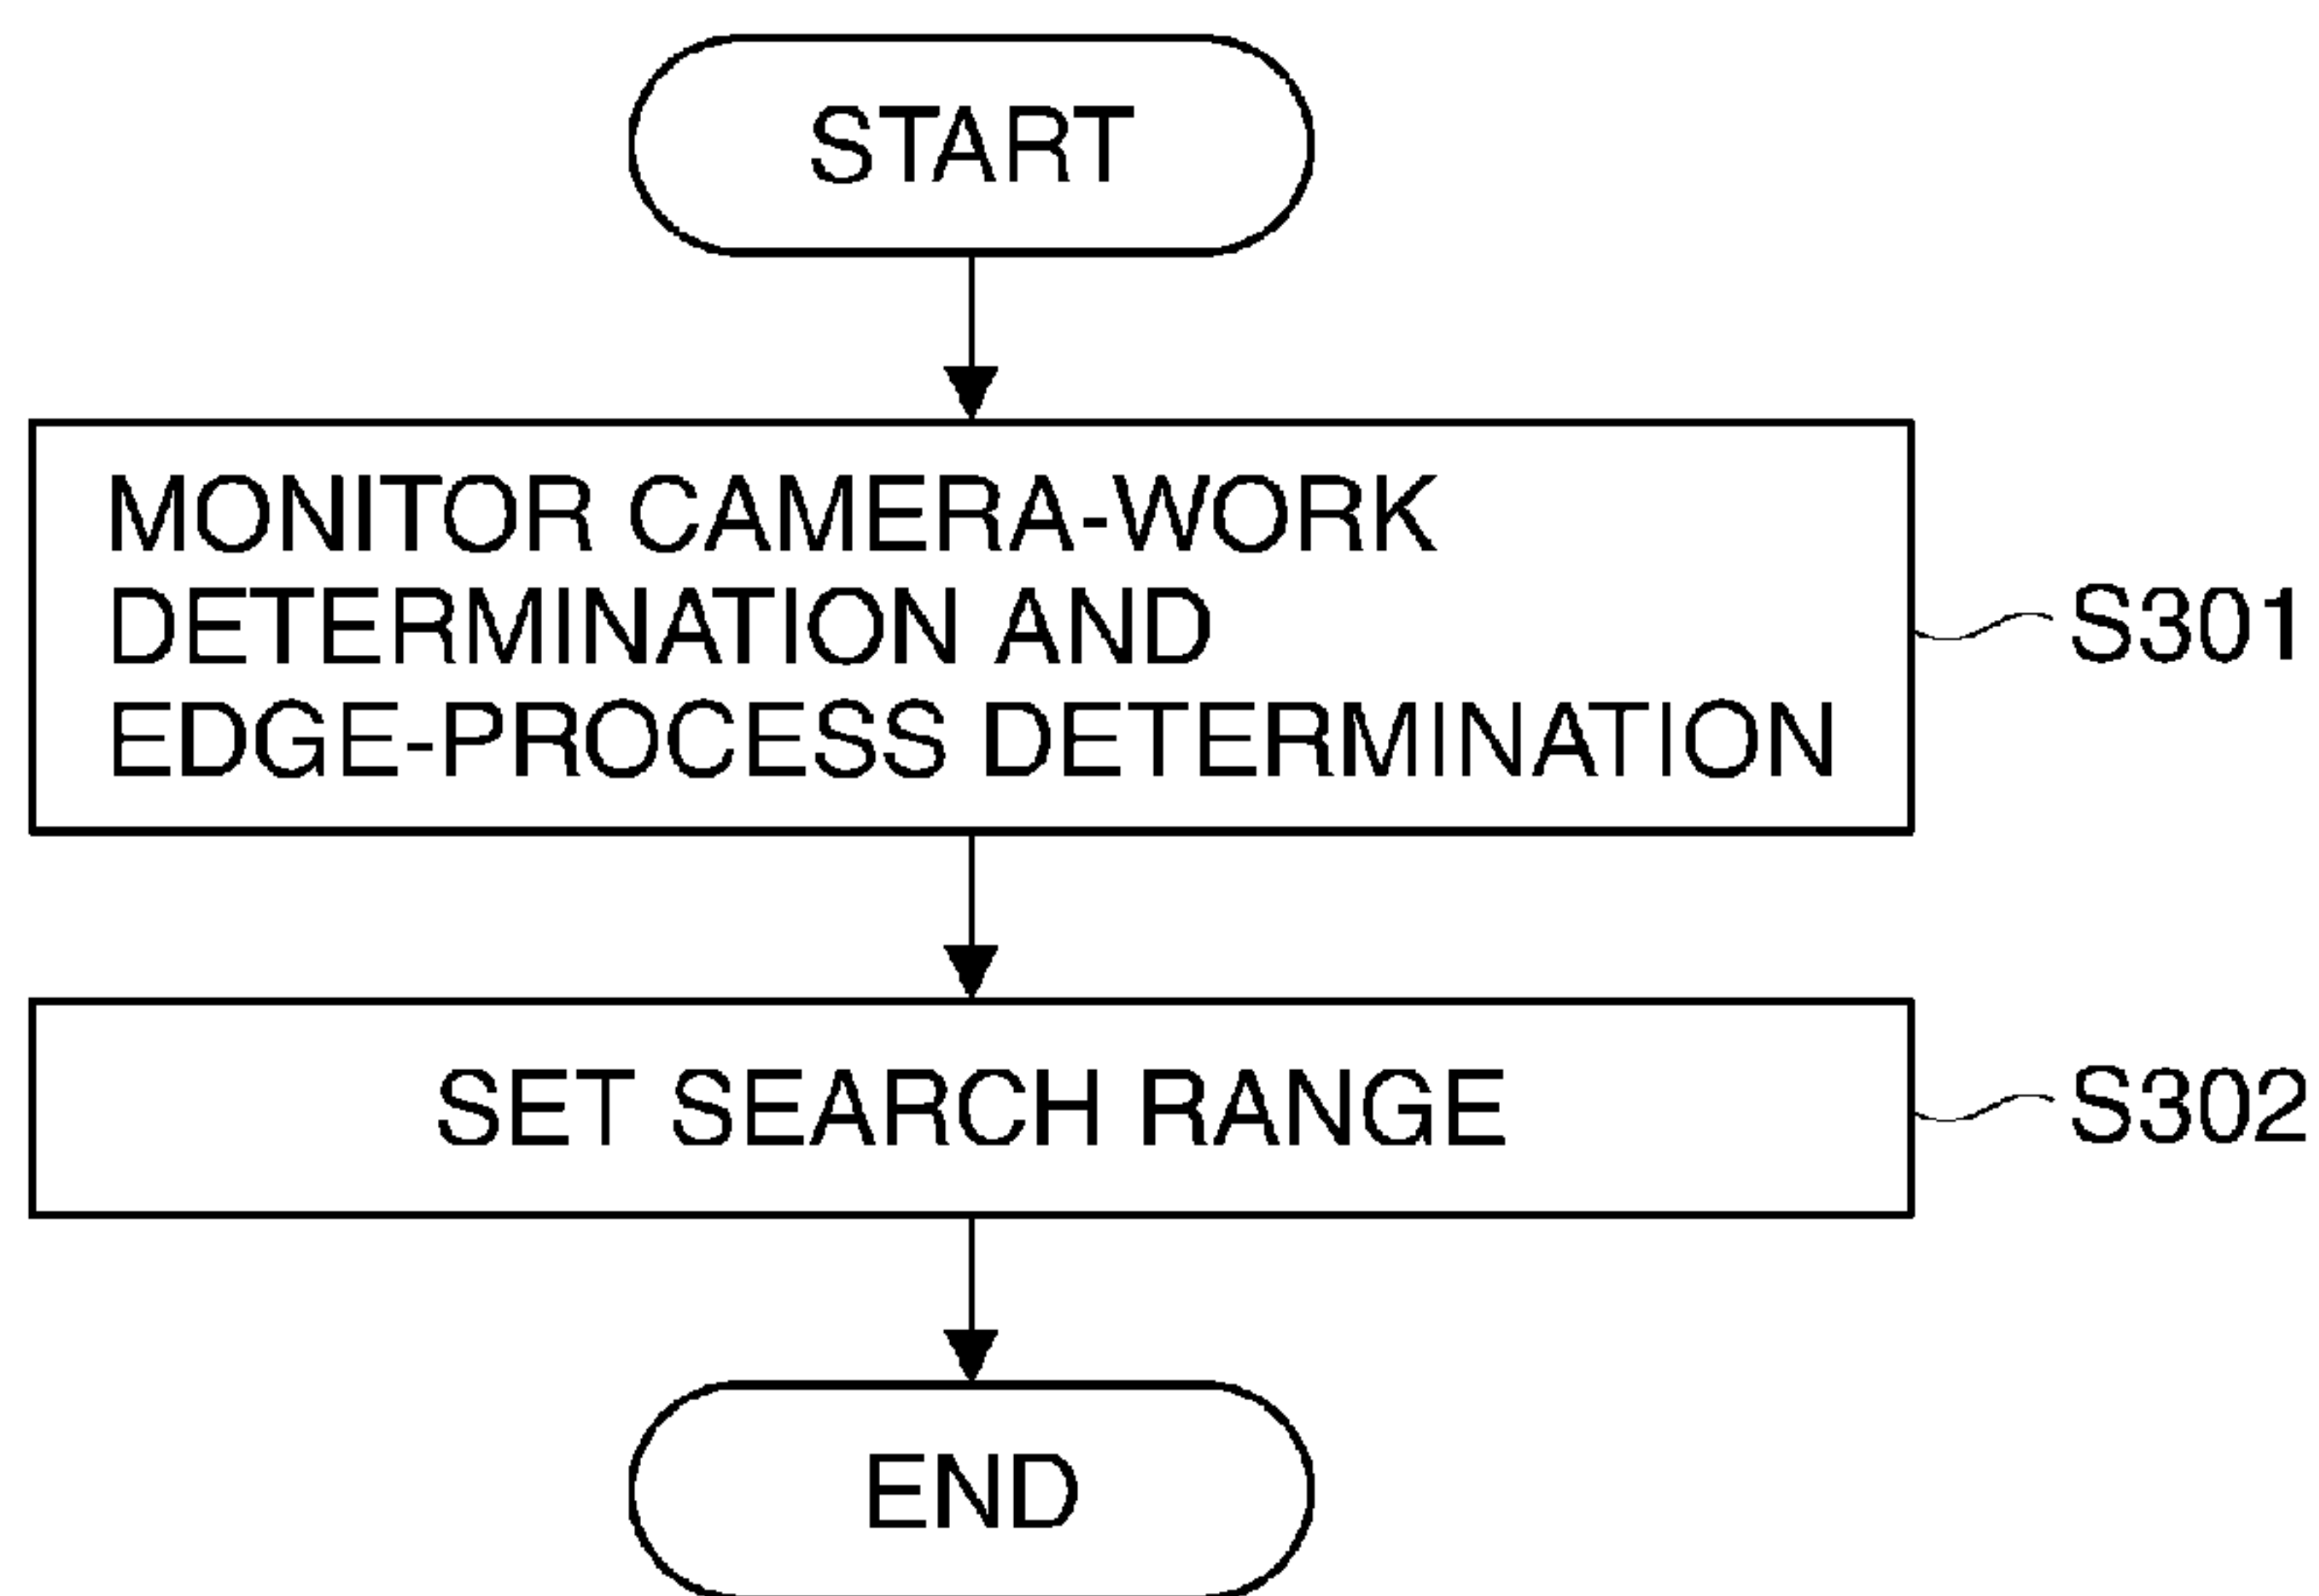 START
MONITOR CAMERA-WORK
DETERMINATION AND
EDGE-PROCESS DETERMINATION
S301
SET SEARCH RANGE
S302
END